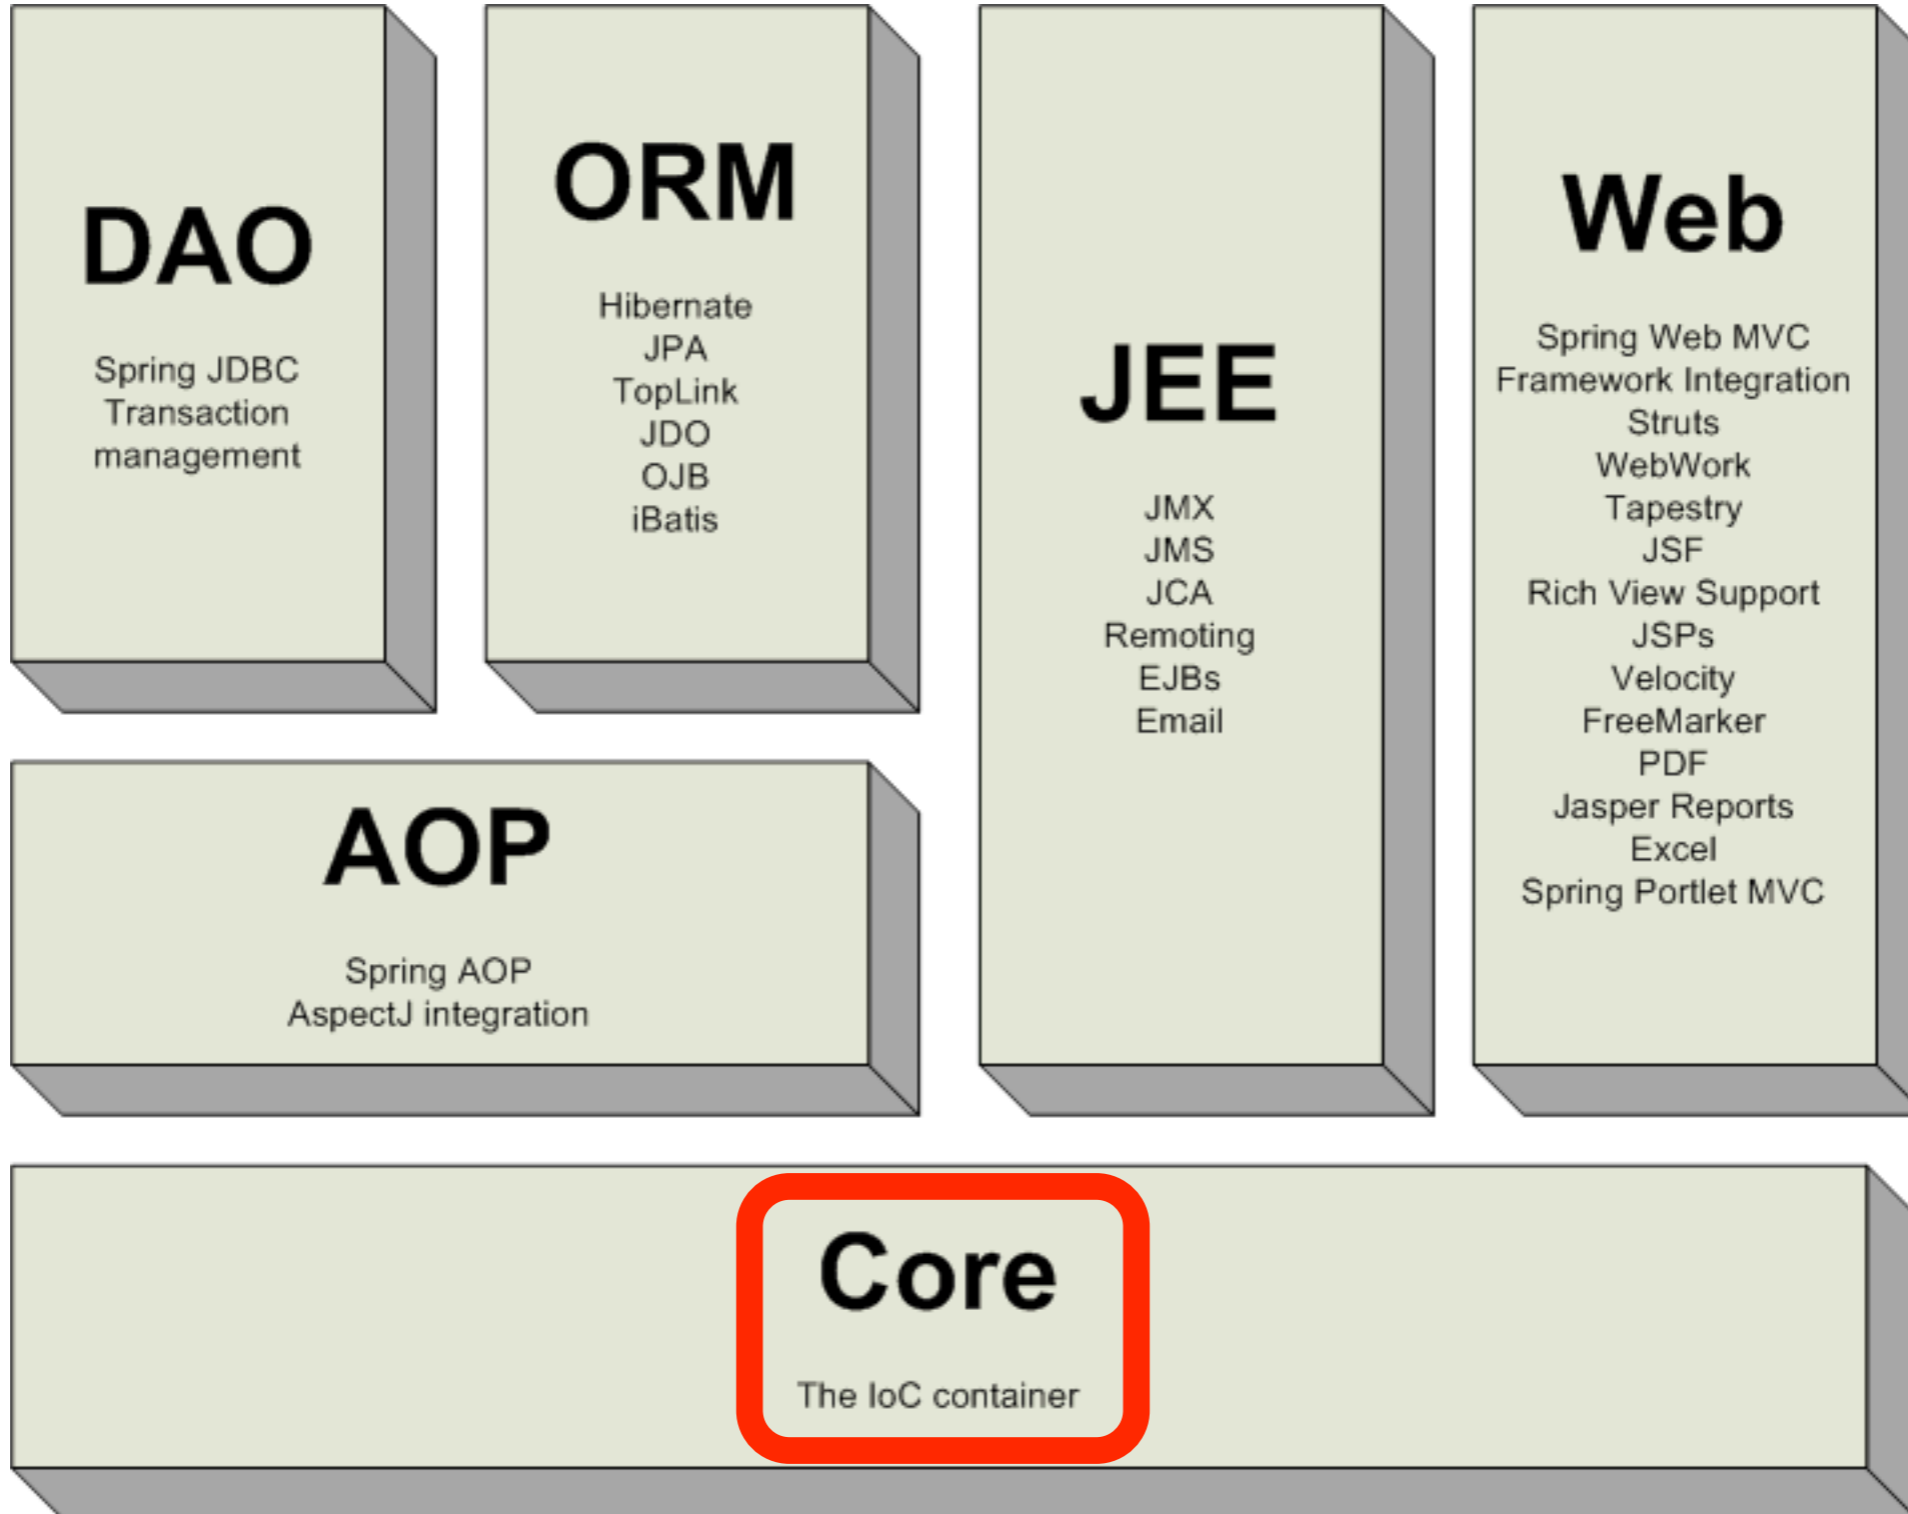 DAO
Spring JDBC
Transaction
management
ORM
Hibernate
JPA
TopLink
JDO
OJB
iBatis
JEE
JMX
JMS
JCA
Remoting
EJBs
Email
Web
Spring Web MVC
Framework Integration
Struts
WebWork
Tapestry
JSF
Rich View Support
JSPs
Velocity
FreeMarker
PDF
Jasper Reports
Excel
Spring Portlet MVC
AOP
Spring AOP
AspectJ integration
Core
The IoC container